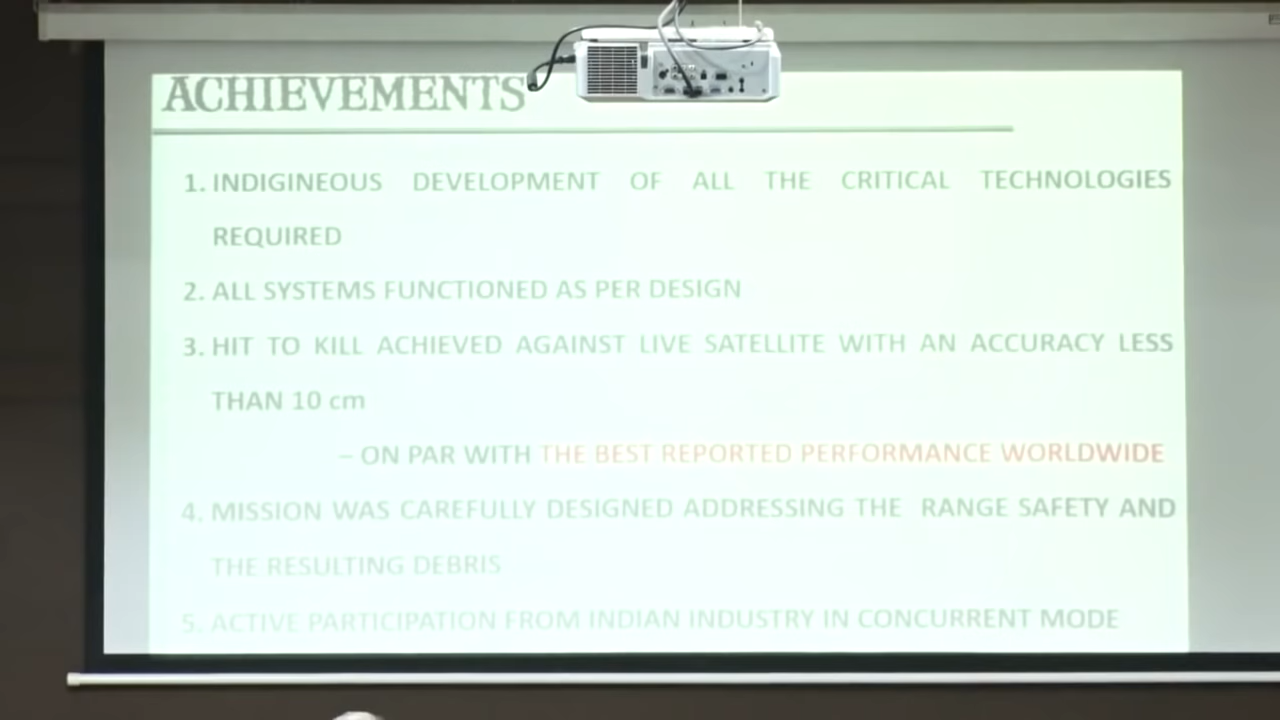 ACHIEVEMENTS
1. INDIGINEOUS DEVELOPMENT OF ALL THE CRITICAL TECHNOLOGIES
REQUIRED
2. ALL SYSTEMS FUNCTIONED AS PER DESIGN
3. HIT TO KILL ACHIEVED AGAINST LIVE SATELLITE WITH AN ACCURACY LESS
THAN 10 cm
– ON PAR WITH THE BEST REPORTED PERFORMANCE WORLDWIDE
4. MISSION WAS CAREFULLY DESIGNED ADDRESSING THE RANGE SAFETY AND
THE RESULTING DEBRIS
5. ACTIVE PARTICIPATION FROM INDIAN INDUSTRY IN CONCURRENT MODE